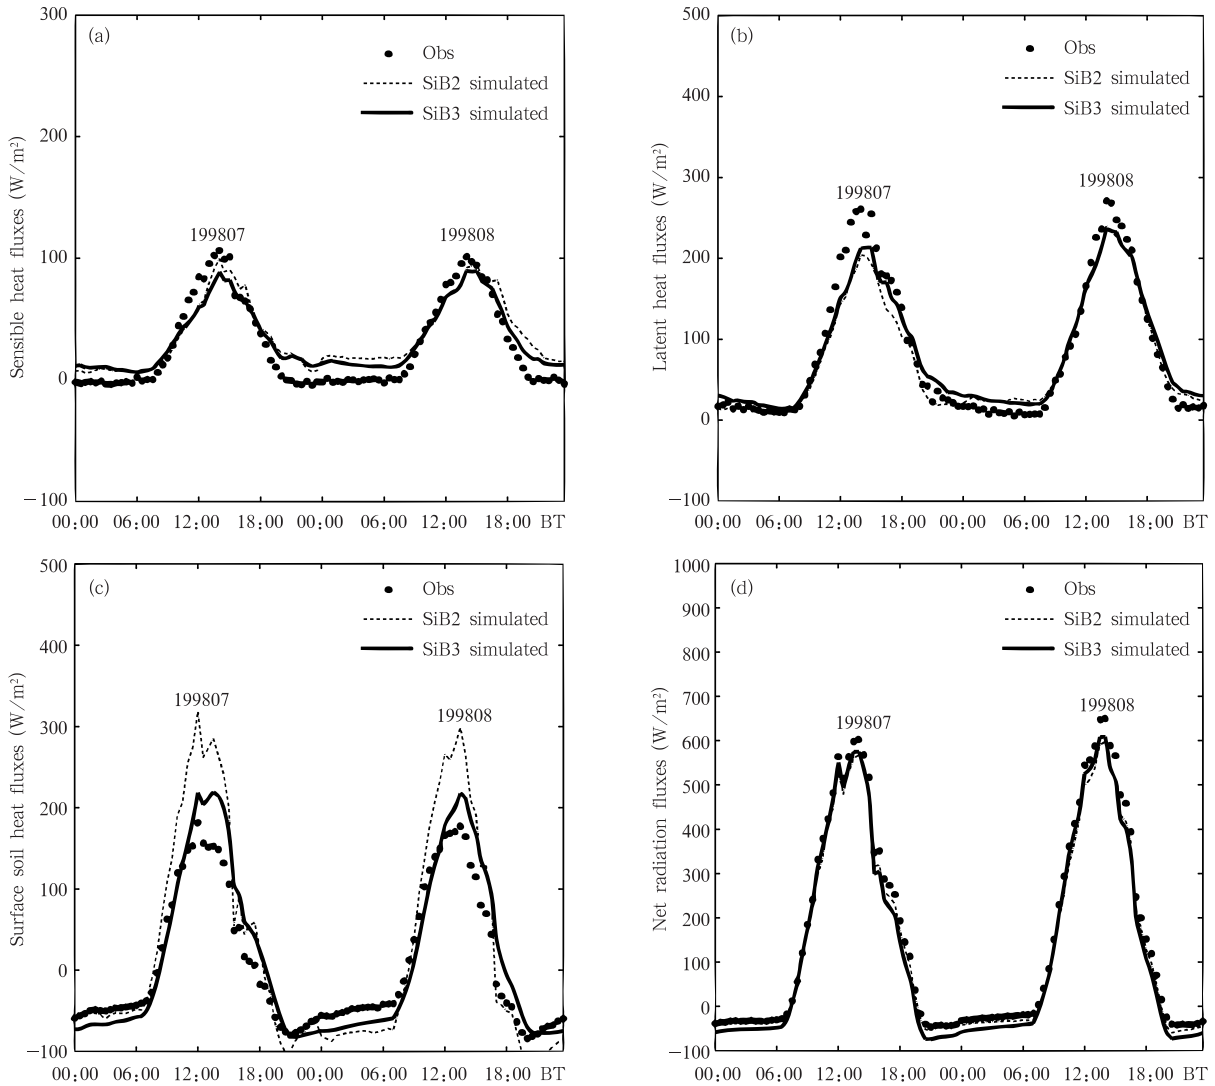 (a)
Obs
SiB2 simulated
SiB3 simulated
199807
199808
Sensible heat fluxes (W/m²)
300
200
100
0
−100
00:00 06:00 12:00 18:00 00:00 06:00 12:00 18:00 BT
(b)
Obs
SiB2 simulated
SiB3 simulated
199807
199808
Latent heat fluxes (W/m²)
500
400
300
200
100
0
−100
00:00 06:00 12:00 18:00 00:00 06:00 12:00 18:00 BT
(c)
Obs
SiB2 simulated
SiB3 simulated
199807
199808
Surface soil heat fluxes (W/m²)
500
400
300
200
100
0
−100
00:00 06:00 12:00 18:00 00:00 06:00 12:00 18:00 BT
(d)
Obs
SiB2 simulated
SiB3 simulated
199807
199808
Net radiation fluxes (W/m²)
1000
900
800
700
600
500
400
300
200
100
0
−100
00:00 06:00 12:00 18:00 00:00 06:00 12:00 18:00 BT